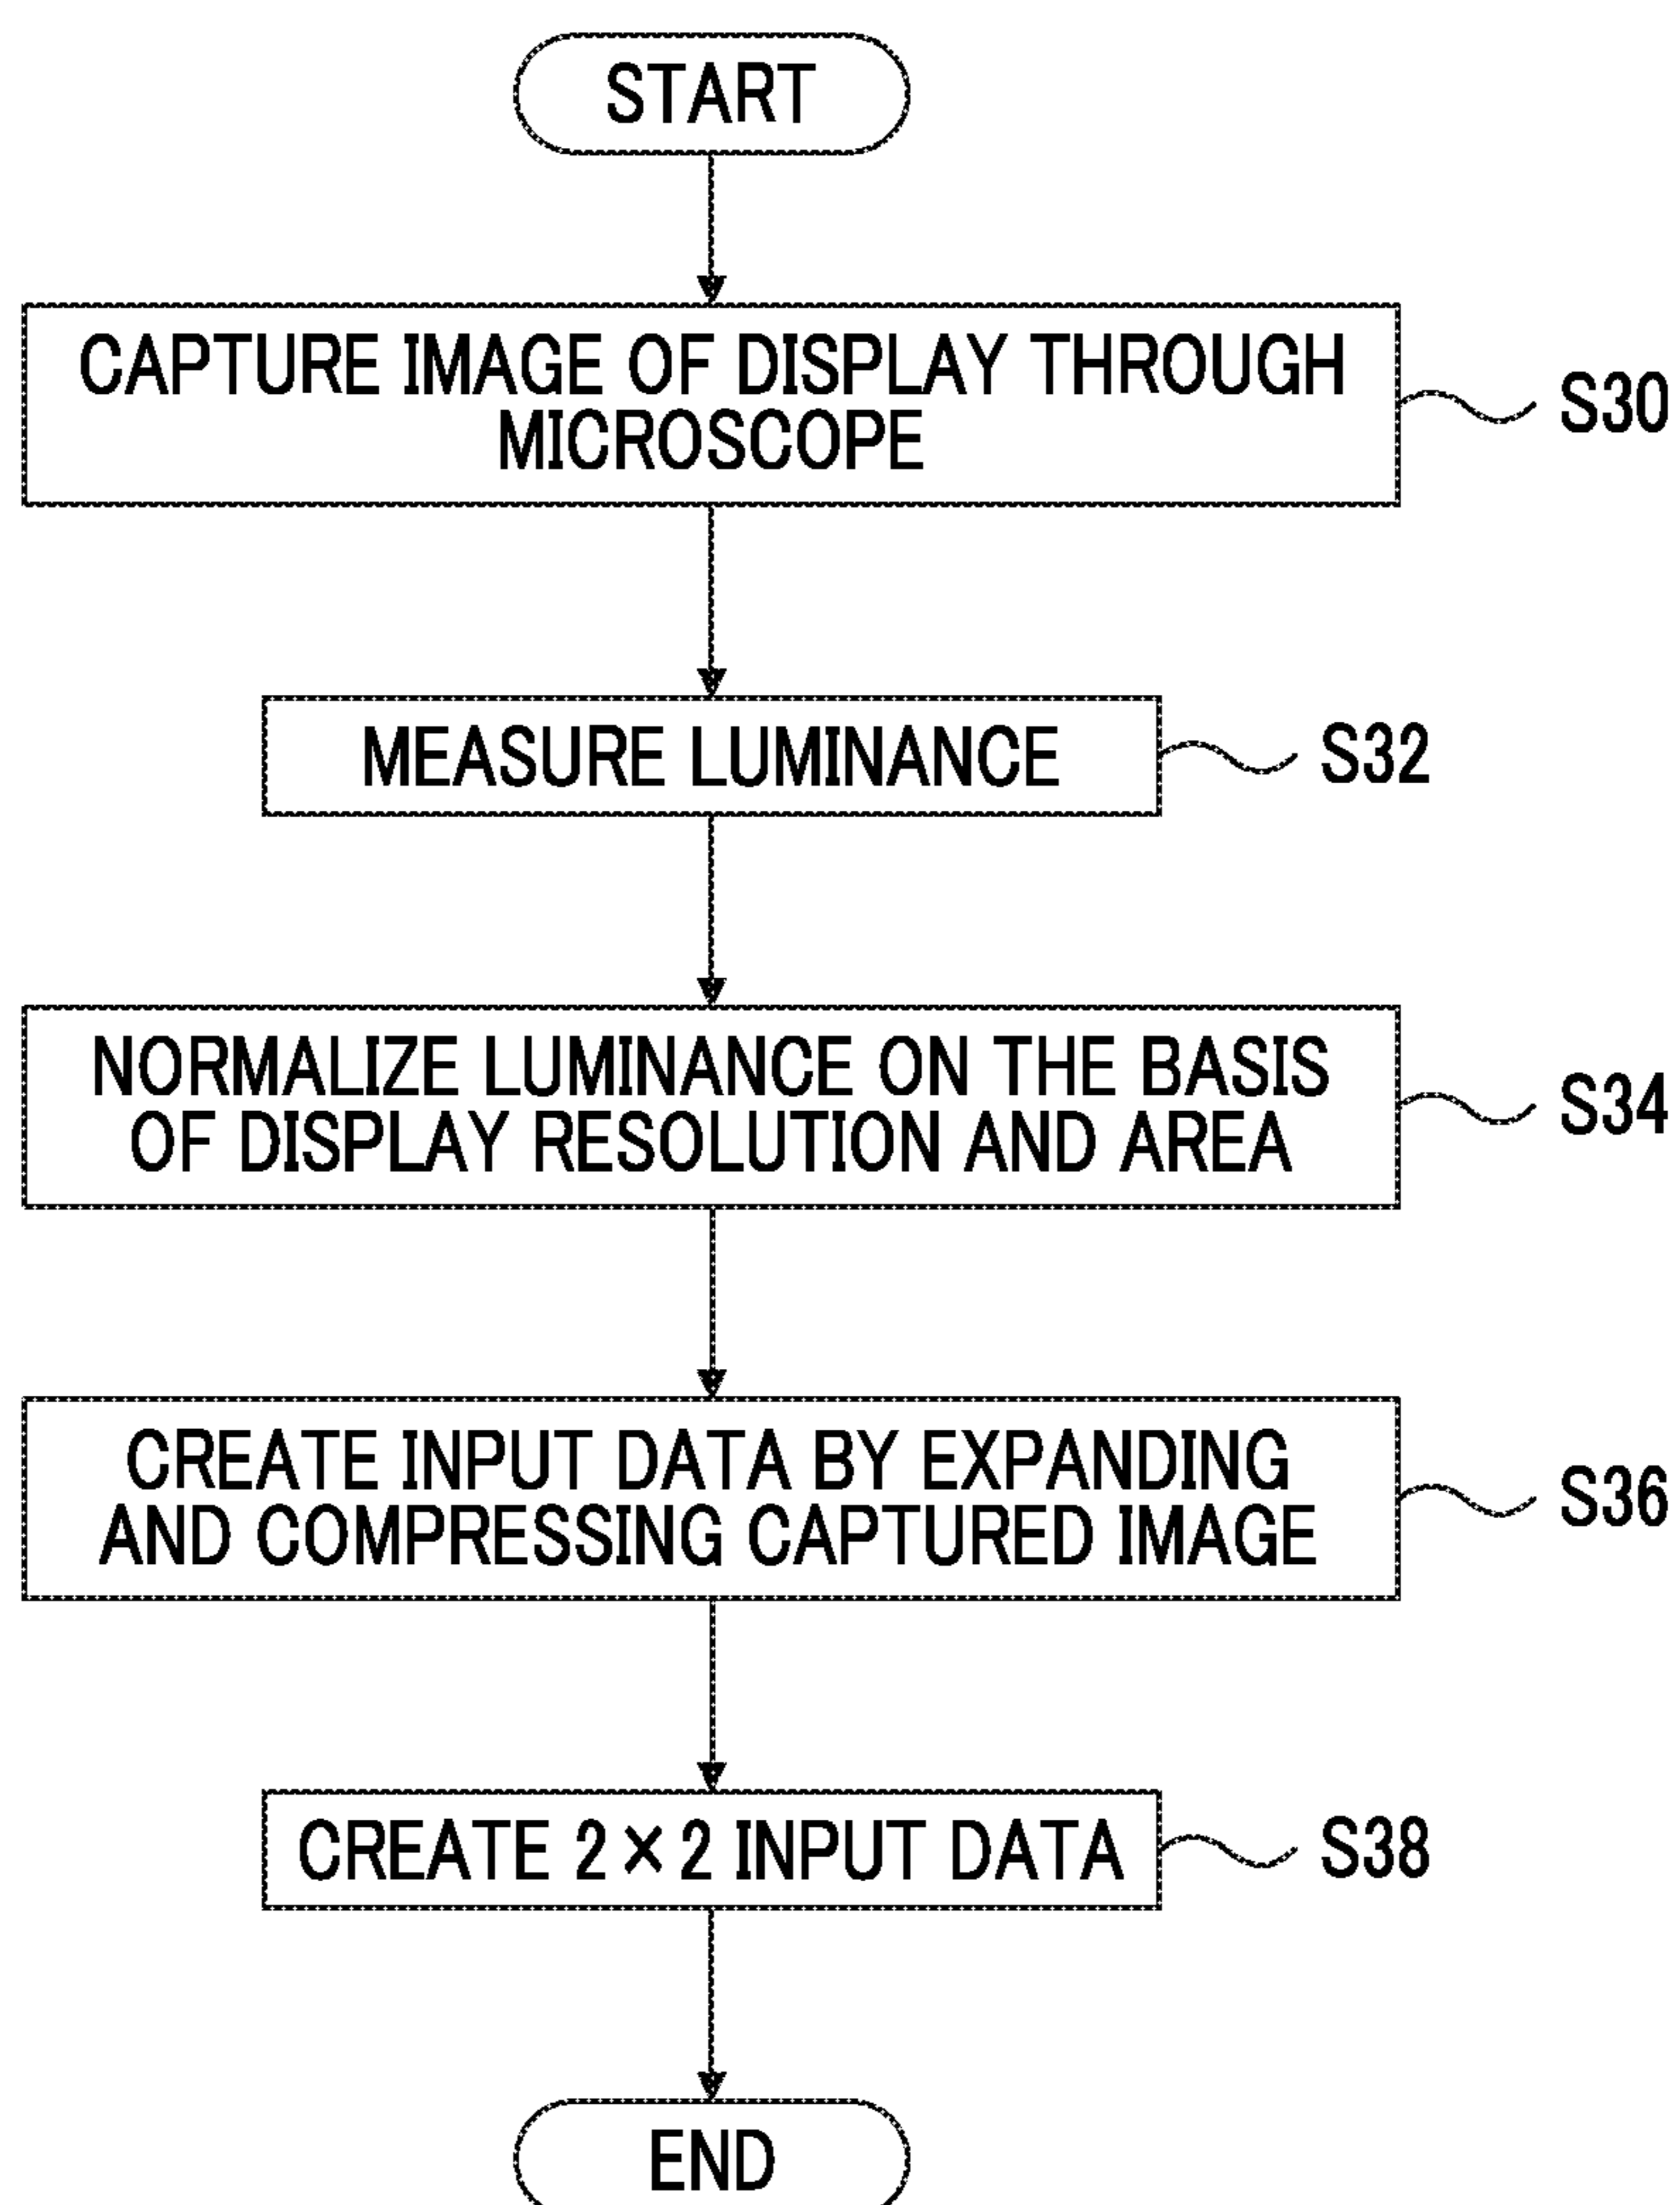 START
CAPTURE IMAGE OF DISPLAY THROUGH
MICROSCOPE
S30
MEASURE LUMINANCE
S32
NORMALIZE LUMINANCE ON THE BASIS
OF DISPLAY RESOLUTION AND AREA
S34
CREATE INPUT DATA BY EXPANDING
AND COMPRESSING CAPTURED IMAGE
S36
CREATE 2×2 INPUT DATA
S38
END